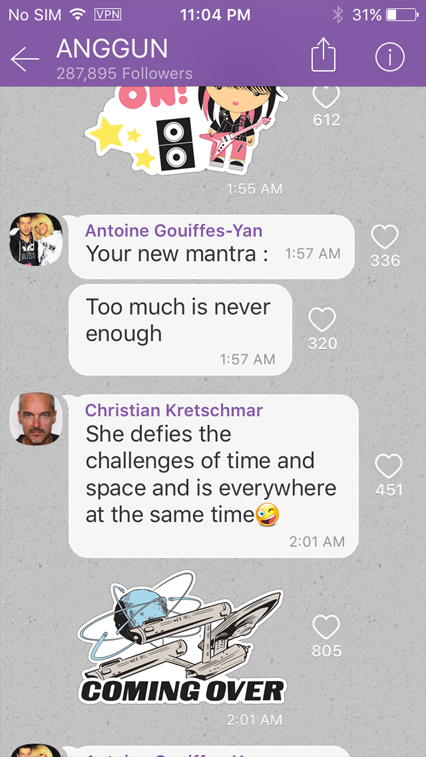 No SIM VPN 11:04 PM 31%
ANGGUN
287,895 Followers
ON!
612
1:55 AM
Antoine Gouiffes-Yan
Your new mantra : 1:57 AM
336
Too much is never
enough
320
1:57 AM
Christian Kretschmar
She defies the
challenges of time and
space and is everywhere
at the same time🤪
451
2:01 AM
805
COMING OVER
2:01 AM